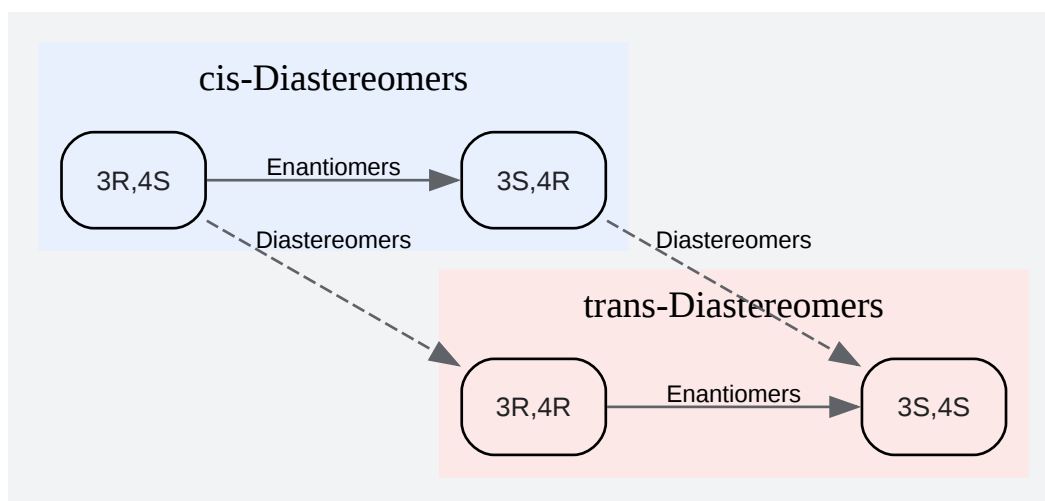 cis-Diastereomers
3R,4S
Enantiomers
3S,4R
Diastereomers
Diastereomers
trans-Diastereomers
3R,4R
Enantiomers
3S,4S